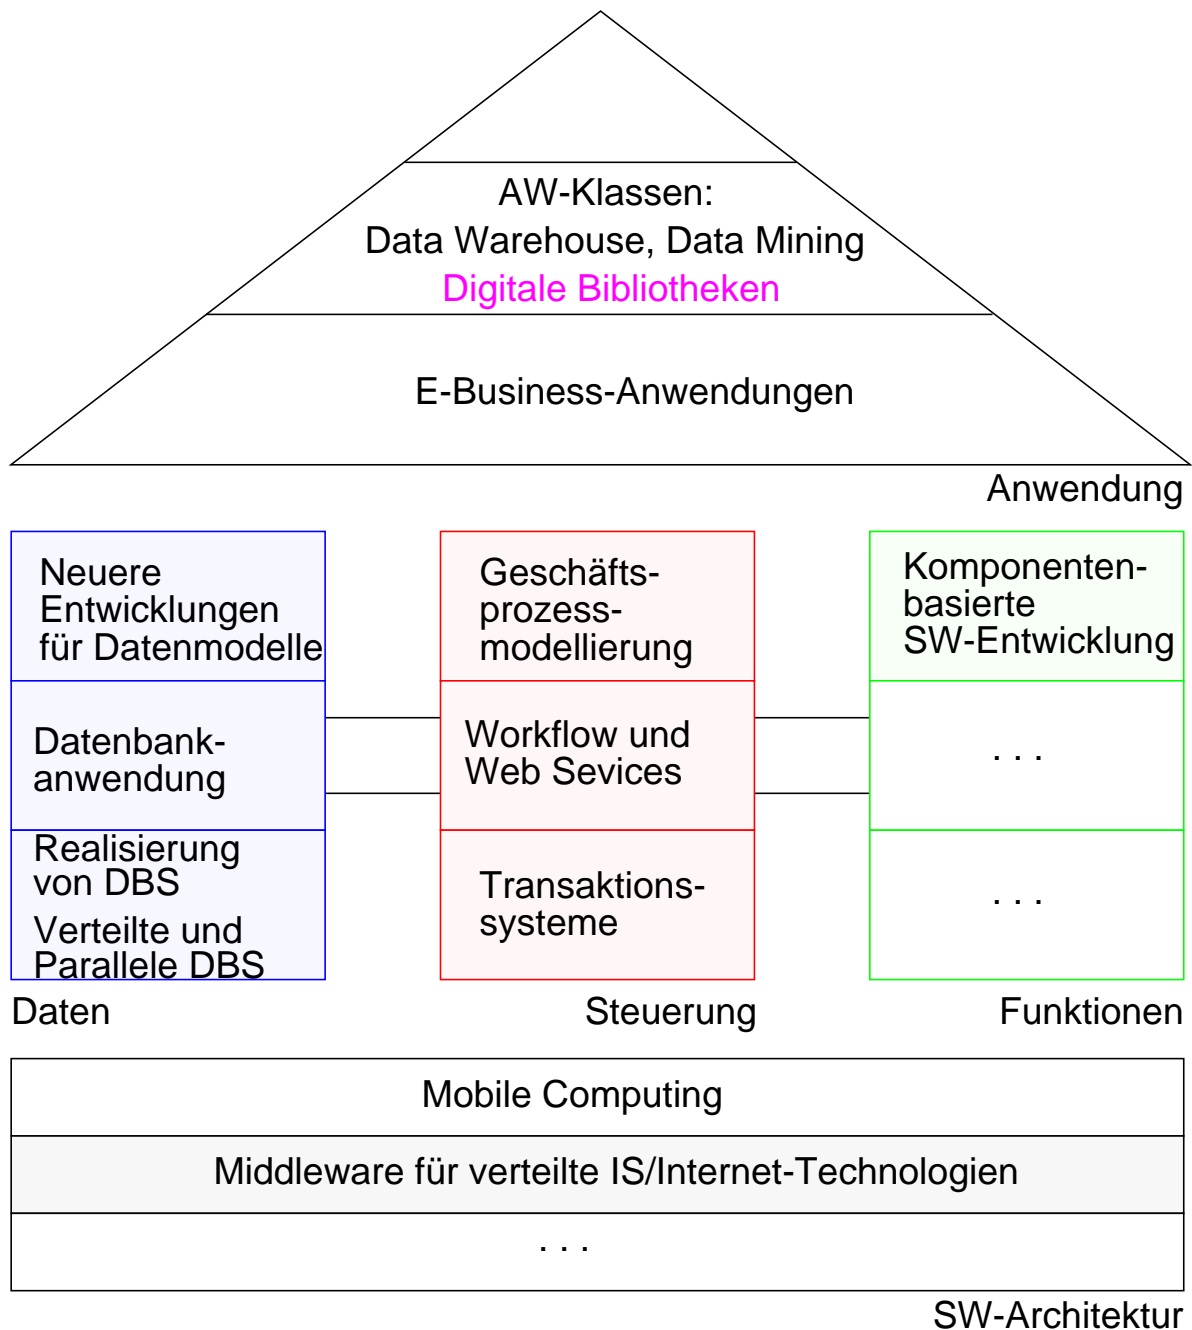 AW-Klassen:
Data Warehouse, Data Mining
Digitale Bibliotheken
E-Business-Anwendungen
Anwendung
Neuere
Entwicklungen
für Datenmodelle
Geschäfts-
prozess-
modellierung
Komponenten-
basierte
SW-Entwicklung
Datenbank-
anwendung
Workflow und
Web Sevices
. . .
Realisierung
von DBS
Verteilte und
Parallele DBS
Transaktions-
systeme
. . .
Daten
Steuerung
Funktionen
Mobile Computing
Middleware für verteilte IS/Internet-Technologien
. . .
SW-Architektur